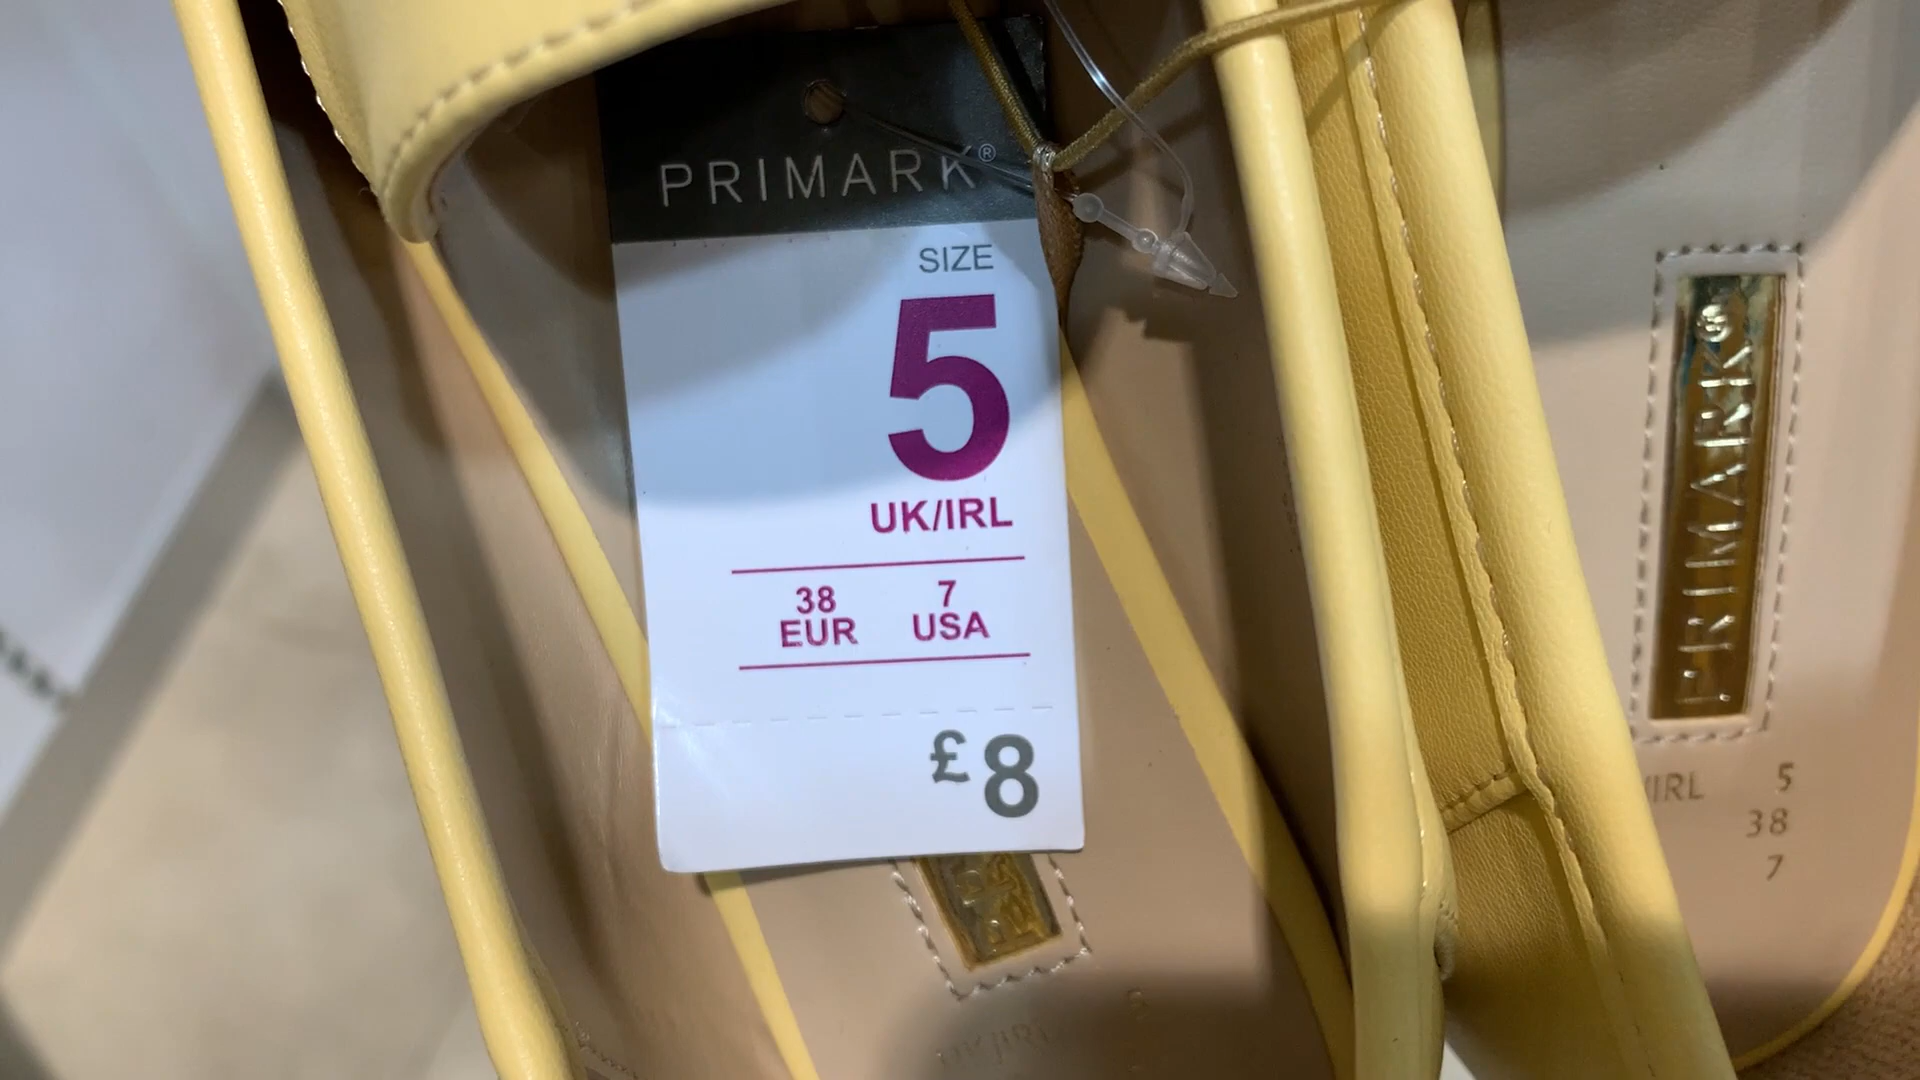 PRIMARK®
SIZE
5
UK/IRL
38 7
EUR USA
£8
PRIMARK®
/IRL 5
38
7